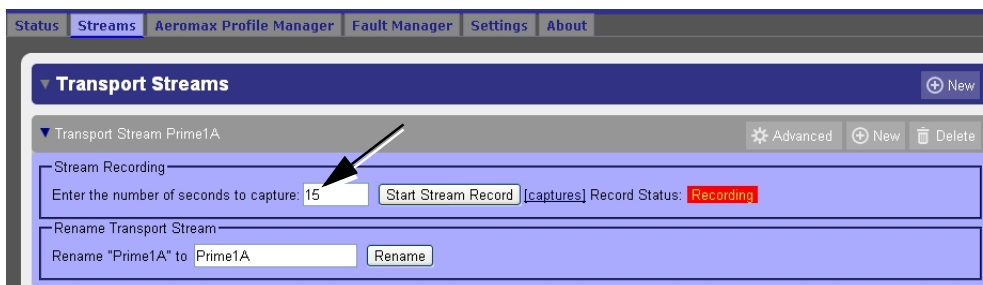 Status Streams Aeromax Profile Manager Fault Manager Settings About
Transport Streams New
Transport Stream Prime1A Advanced New Delete
Stream Recording
Enter the number of seconds to capture: 15 Start Stream Record [captures] Record Status: Recording
Rename Transport Stream
Rename "Prime1A" to Prime1A Rename